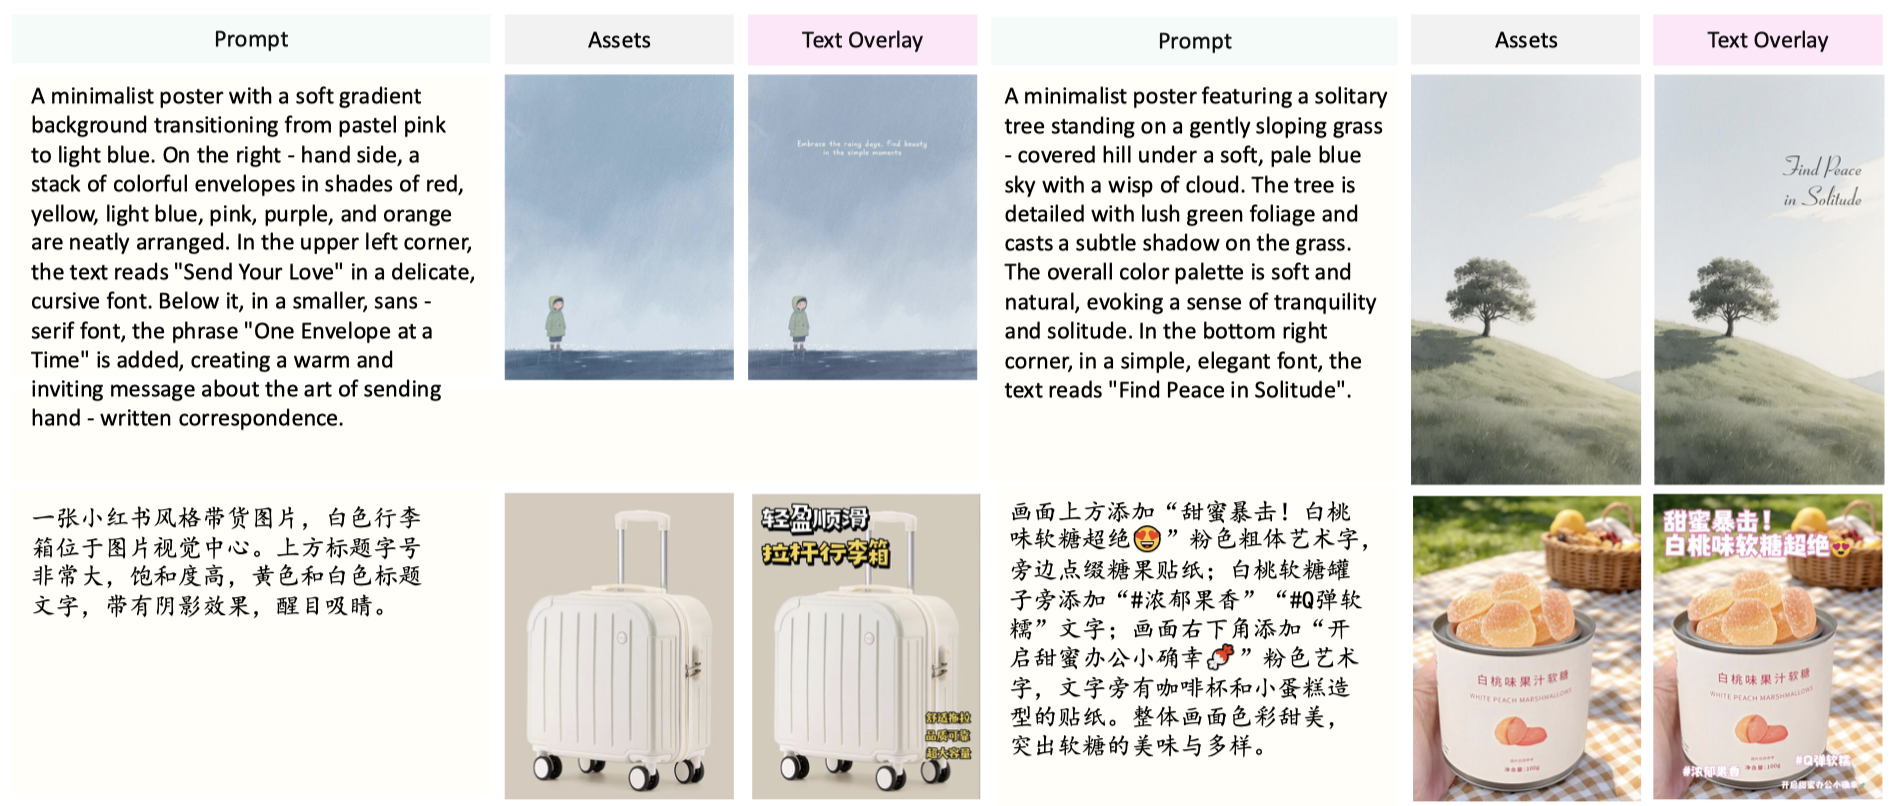 Prompt
Assets
Text Overlay
Prompt
Assets
Text Overlay
A minimalist poster with a soft gradient
background transitioning from pastel pink
to light blue. On the right - hand side, a
stack of colorful envelopes in shades of red,
yellow, light blue, pink, purple, and orange
are neatly arranged. In the upper left corner,
the text reads "Send Your Love" in a delicate,
cursive font. Below it, in a smaller, sans -
serif font, the phrase "One Envelope at a
Time" is added, creating a warm and
inviting message about the art of sending
hand - written correspondence.
Embrace the rainy days, find beauty
in the simple moments
A minimalist poster featuring a solitary
tree standing on a gently sloping grass
- covered hill under a soft, pale blue
sky with a wisp of cloud. The tree is
detailed with lush green foliage and
casts a subtle shadow on the grass.
The overall color palette is soft and
natural, evoking a sense of tranquility
and solitude. In the bottom right
corner, in a simple, elegant font, the
text reads "Find Peace in Solitude".
Find Peace
in Solitude
一张小红书风格带货图片，白色行李
箱位于图片视觉中心。上方标题字号
非常大，饱和度高，黄色和白色标题
文字，带有阴影效果，醒目吸睛。
轻盈顺滑
拉杆行李箱
舒适拖拉
品质可靠
超大容量
画面上方添加“甜蜜暴击！白桃
味软糖超绝😍”粉色粗体艺术字，
旁边点缀糖果贴纸；白桃软糖罐
子旁添加“#浓郁果香”“#Q弹软
糯”文字；画面右下角添加“开
启甜蜜办公小确幸🍬”粉色艺术
字，文字旁有咖啡杯和小蛋糕造
型的贴纸。整体画面色彩甜美，
突出软糖的美味与多样。
白桃味果汁软糖
WHITE PEACH MARSHMALLOWS
净含量:100g
甜蜜暴击！
白桃味软糖超绝😍
白桃味果汁软糖
WHITE PEACH MARSHMALLOWS
净含量:100g
#Q弹软糯
#浓郁果香
开启甜蜜办公小确幸